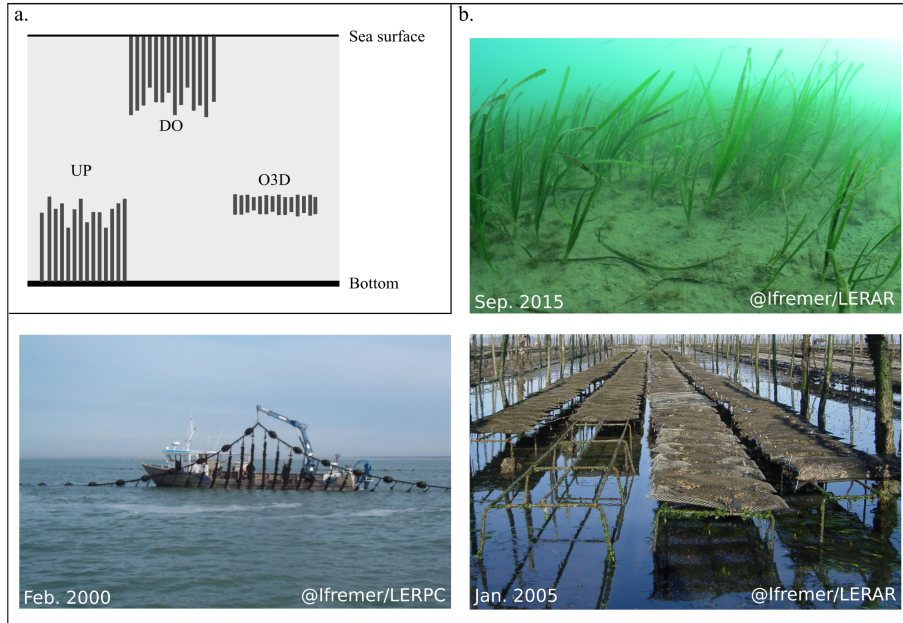 a.
Sea surface
DO
UP
O3D
Bottom
b.
Sep. 2015
@Ifremer/LERAR
Feb. 2000
@Ifremer/LERPC
Jan. 2005
@Ifremer/LERAR